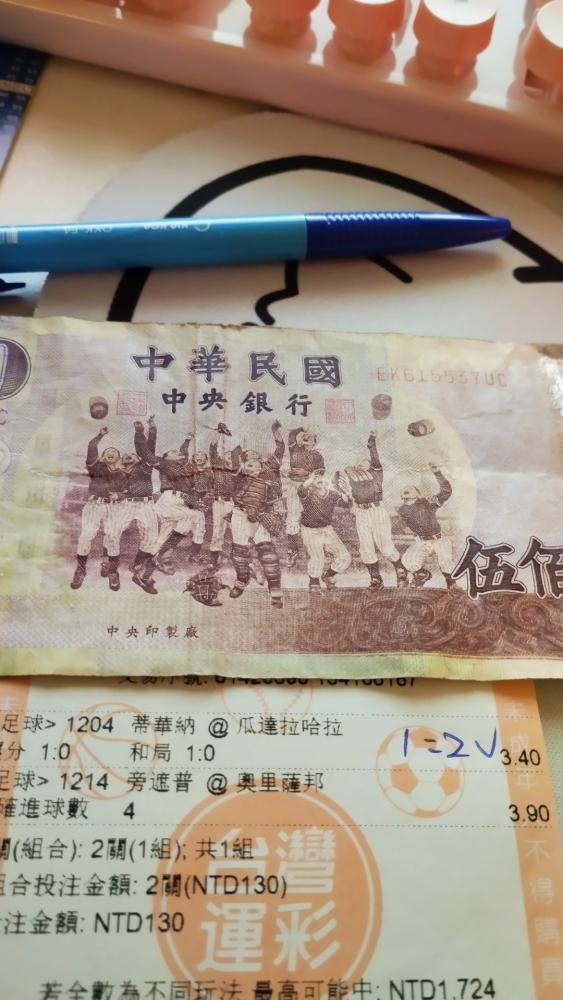 中華民國
EK615537UC
中央銀行
伍佰
中央印製廠
足球> 1204 蒂華納 @ 瓜達拉哈拉
分 1:0 和局 1:0 1=2 3.40
足球> 1214 旁遮普 @ 奧里薩邦
確進球數 4 3.90
關(組合): 2關(1組); 共1組
組合投注金額: 2關(NTD130)
注金額: NTD130
台灣
運彩
不得購買
若全數為不同玩法 最高可能中: NTD1,724